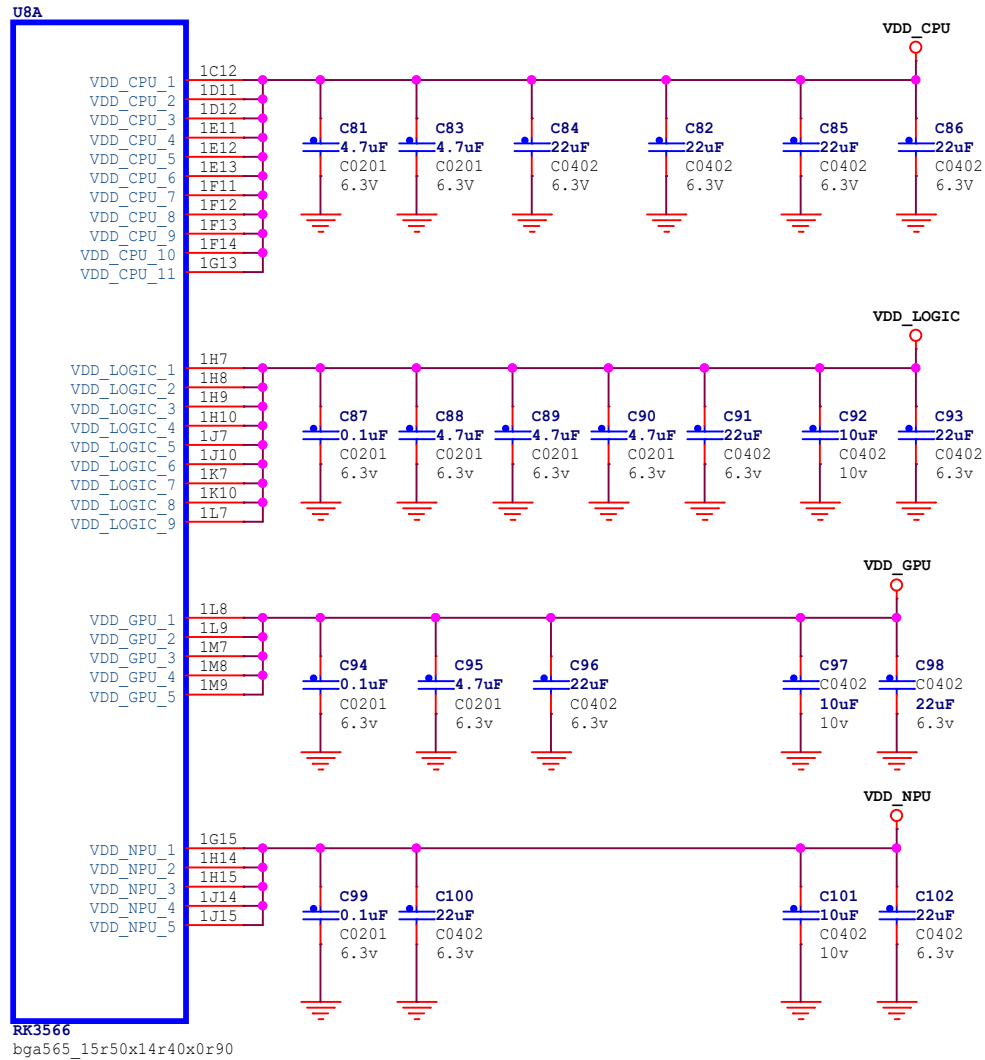 U8A
VDD_CPU
VDD_CPU_1 1C12
VDD_CPU_2 1D11
VDD_CPU_3 1D12
VDD_CPU_4 1E11
VDD_CPU_5 1E12
VDD_CPU_6 1E13
VDD_CPU_7 1F11
VDD_CPU_8 1F12
VDD_CPU_9 1F13
VDD_CPU_10 1F14
VDD_CPU_11 1G13
C81 C83 C84 C82 C85 C86
4.7uF 4.7uF 22uF 22uF 22uF 22uF
C0201 C0201 C0402 C0402 C0402 C0402
6.3V 6.3V 6.3V 6.3V 6.3V 6.3V
VDD_LOGIC
VDD_LOGIC_1 1H7
VDD_LOGIC_2 1H8
VDD_LOGIC_3 1H9
VDD_LOGIC_4 1H10
VDD_LOGIC_5 1J7
VDD_LOGIC_6 1J10
VDD_LOGIC_7 1K7
VDD_LOGIC_8 1K10
VDD_LOGIC_9 1L7
C87 C88 C89 C90 C91 C92 C93
0.1uF 4.7uF 4.7uF 4.7uF 22uF 10uF 22uF
C0201 C0201 C0201 C0201 C0402 C0402 C0402
6.3v 6.3v 6.3v 6.3v 6.3v 10v 6.3v
VDD_GPU
VDD_GPU_1 1L8
VDD_GPU_2 1L9
VDD_GPU_3 1M7
VDD_GPU_4 1M8
VDD_GPU_5 1M9
C94 C95 C96 C97 C98
0.1uF 4.7uF 22uF C0402 C0402
C0201 C0201 C0402 10uF 22uF
6.3v 6.3v 6.3v 10v 6.3v
VDD_NPU
VDD_NPU_1 1G15
VDD_NPU_2 1H14
VDD_NPU_3 1H15
VDD_NPU_4 1J14
VDD_NPU_5 1J15
C99 C100 C101 C102
0.1uF 22uF 10uF 22uF
C0201 C0402 C0402 C0402
6.3v 6.3v 10v 6.3v
RK3566
bga565_15r50x14r40x0r90